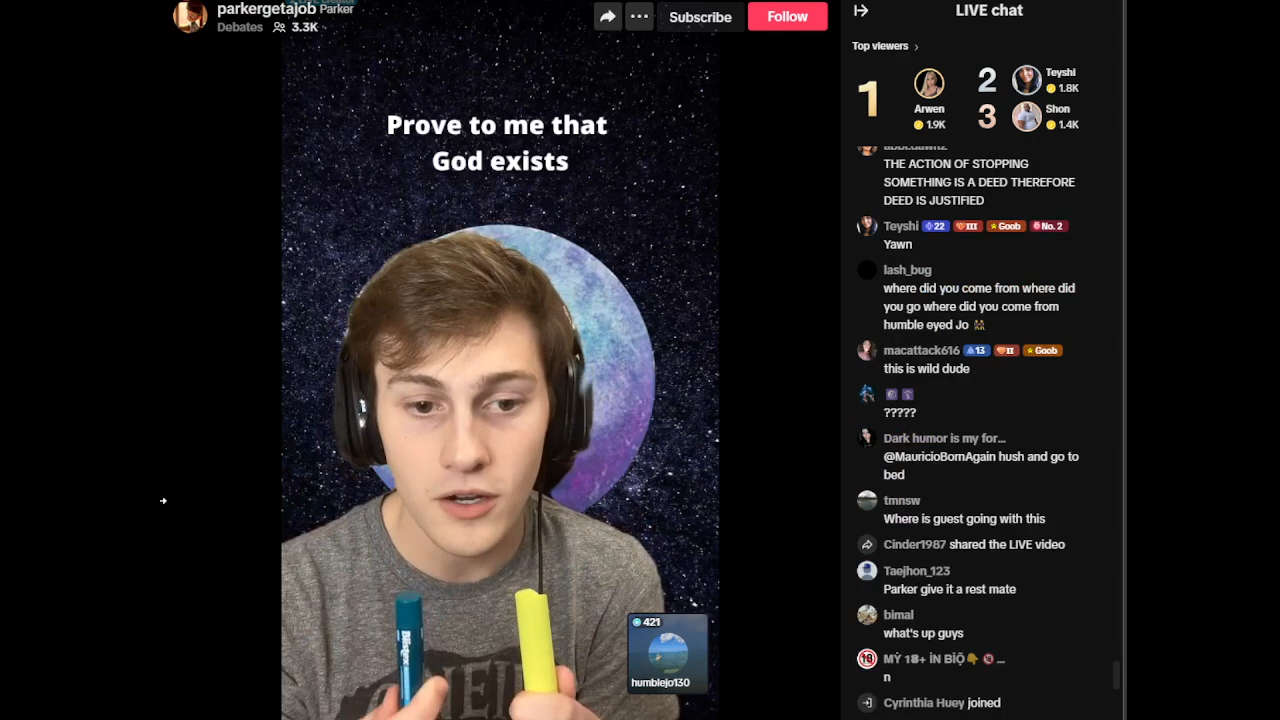 parkergetajob Parker
Debates 3.3K
Subscribe
Follow
Prove to me that
God exists
Blistex
421
humblejo130
LIVE chat
Top viewers
1
Arwen
1.9K
2
Teyshi
1.8K
3
Shon
1.4K
THE ACTION OF STOPPING
SOMETHING IS A DEED THEREFORE
DEED IS JUSTIFIED
Teyshi 22 III Goob No. 2
Yawn
lash_bug
where did you come from where did
you go where did you come from
humble eyed Jo
macattack616 13 II Goob
this is wild dude
?????
Dark humor is my for...
@MauricioBornAgain hush and go to
bed
tmnsw
Where is guest going with this
Cinder1987 shared the LIVE video
Taejhon_123
Parker give it a rest mate
bimal
what's up guys
n
Cyrinthia Huey joined